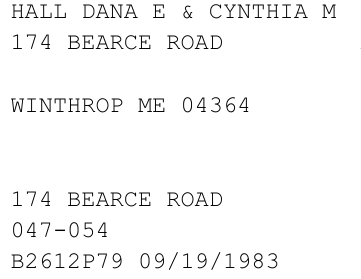 HALL DANA E & CYNTHIA M
174 BEARCE ROAD
WINTHROP ME 04364
174 BEARCE ROAD
047-054
B2612P79 09/19/1983